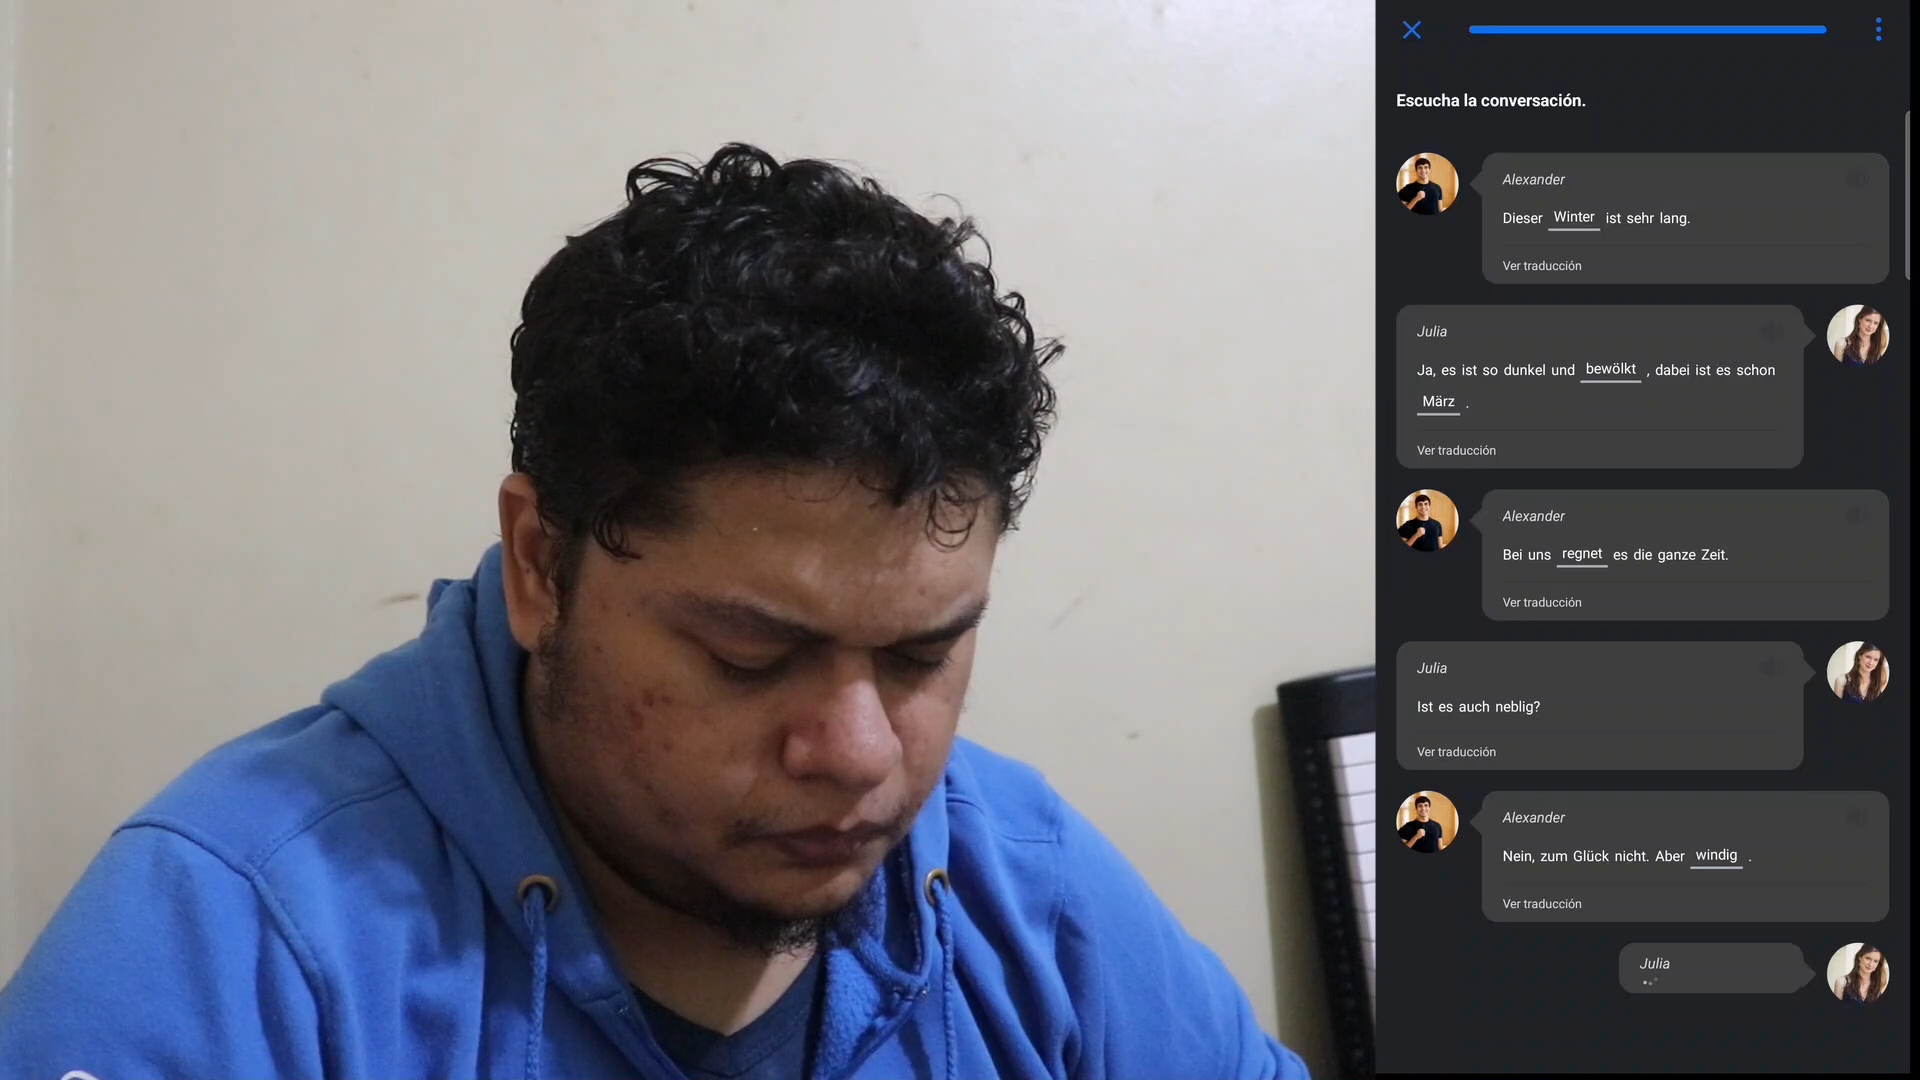 Escucha la conversación.
Alexander
Dieser Winter ist sehr lang.
Ver traducción
Julia
Ja, es ist so dunkel und bewölkt , dabei ist es schon
März .
Ver traducción
Alexander
Bei uns regnet es die ganze Zeit.
Ver traducción
Julia
Ist es auch neblig?
Ver traducción
Alexander
Nein, zum Glück nicht. Aber windig .
Ver traducción
Julia